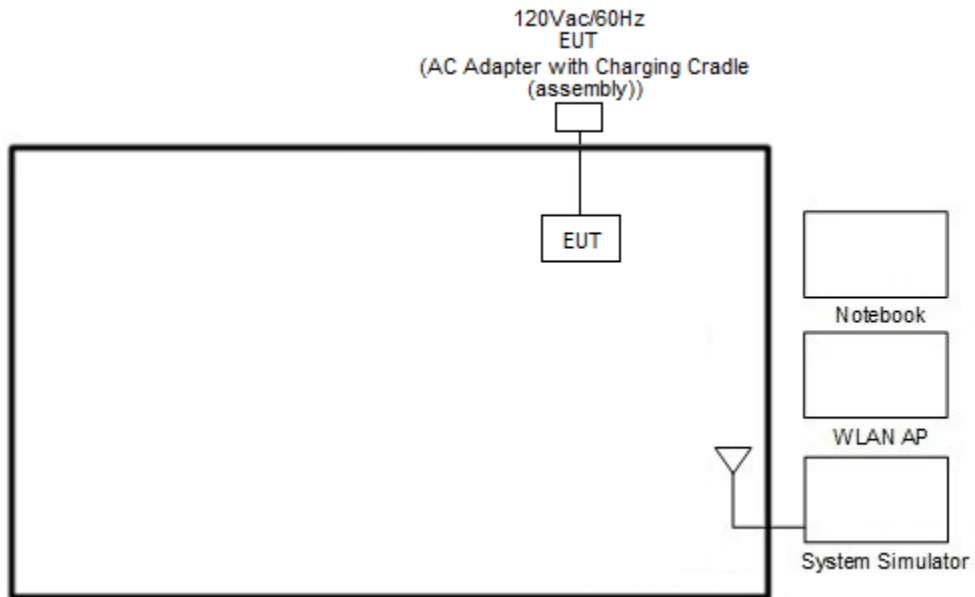 120Vac/60Hz
EUT
(AC Adapter with Charging Cradle
(assembly))
EUT
Notebook
WLAN AP
System Simulator